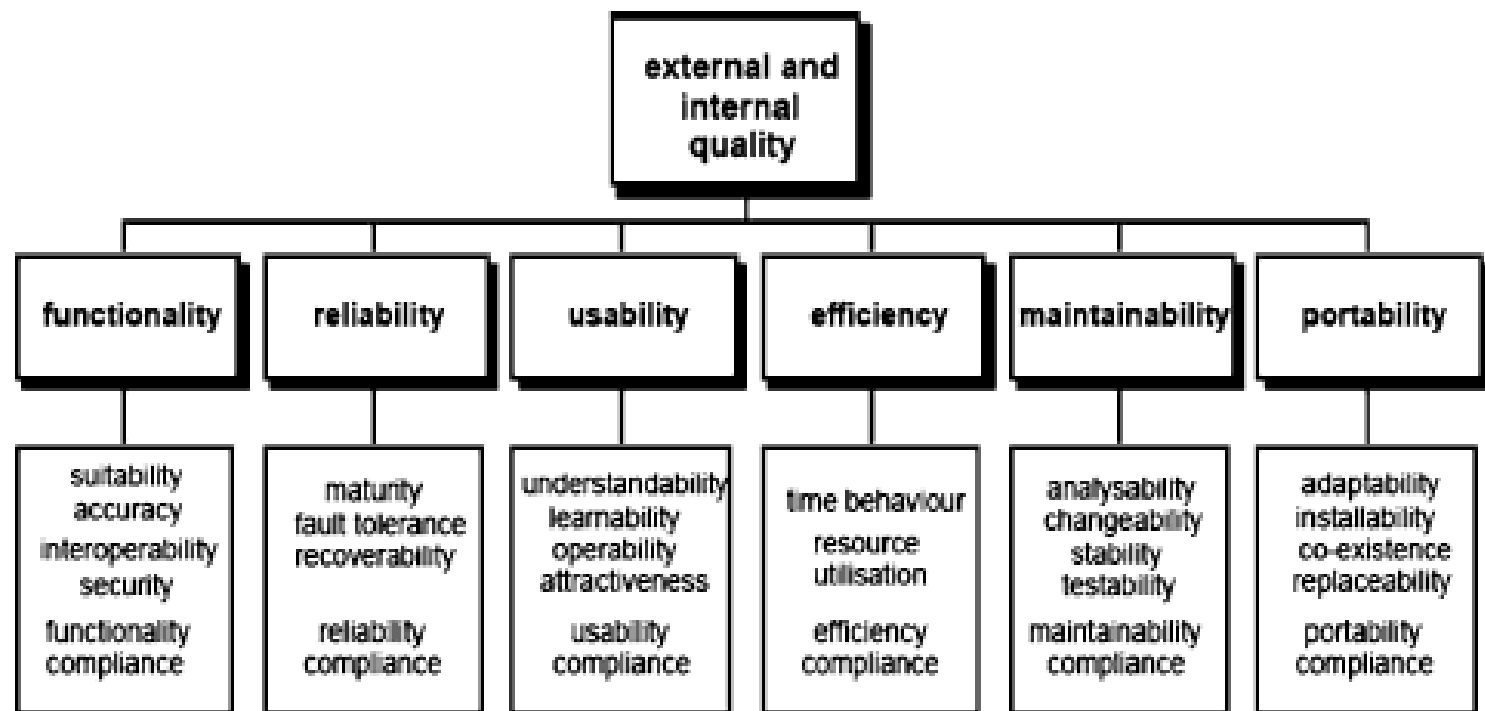 external and
internal
quality
functionality
reliability
usability
efficiency
maintainability
portability
suitability
accuracy
interoperability
security
functionality
compliance
maturity
fault tolerance
recoverability
reliability
compliance
understandability
learnability
operability
attractiveness
usability
compliance
time behaviour
resource
utilisation
efficiency
compliance
analysability
changeability
stability
testability
maintainability
compliance
adaptability
installability
co-existence
replaceability
portability
compliance